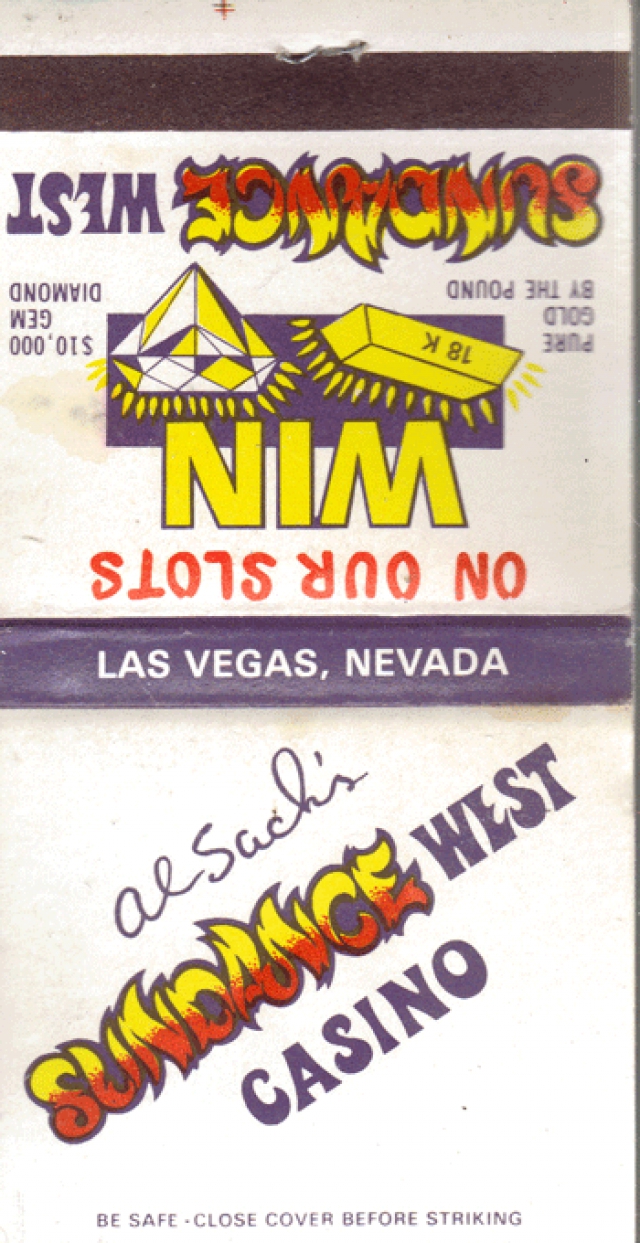 ON OUR SLOTS
WIN
PURE
GOLD
BY THE POUND
18 K
$10,000
GEM
DIAMOND
SUNDANCE WEST
LAS VEGAS, NEVADA
Al Sach's
SUNDANCE WEST
CASINO
BE SAFE - CLOSE COVER BEFORE STRIKING